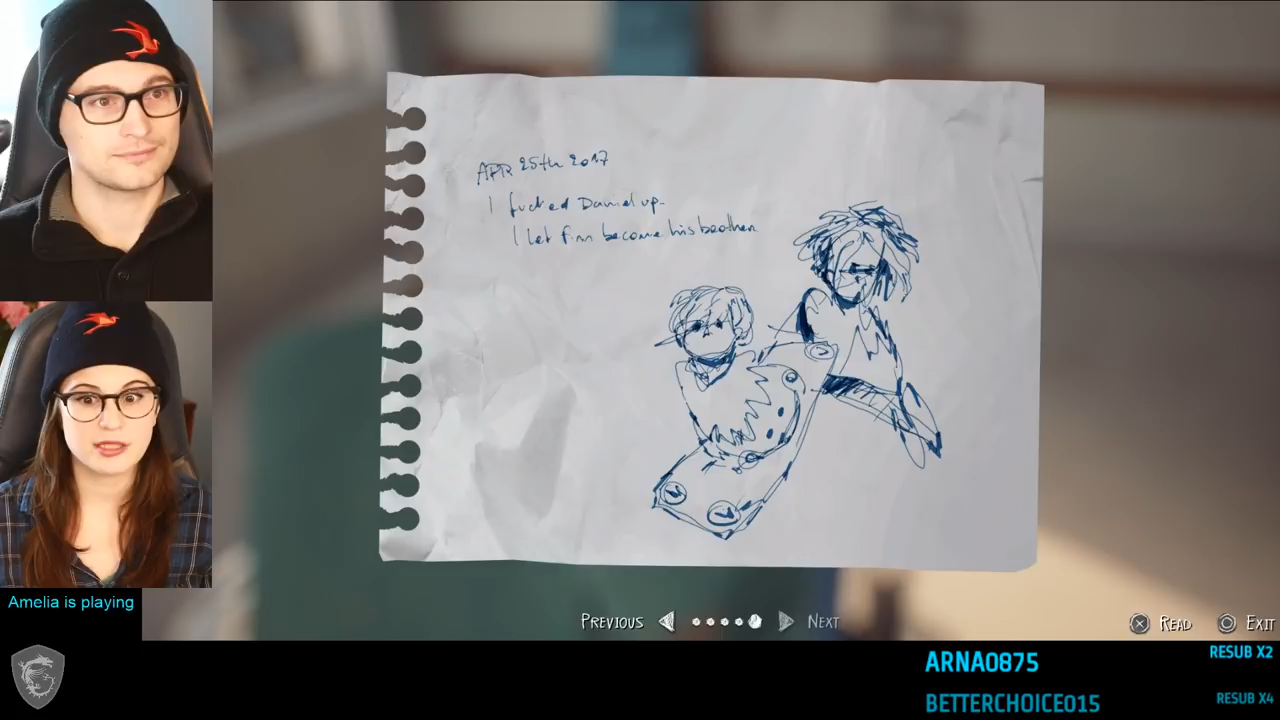 APR 25th 2017
I fucked Daniel up.
I let Finn become his brother.
Amelia is playing
PREVIOUS
NEXT
READ
EXIT
ARNA0875
RESUB X2
BETTERCHOICE015
RESUB X4